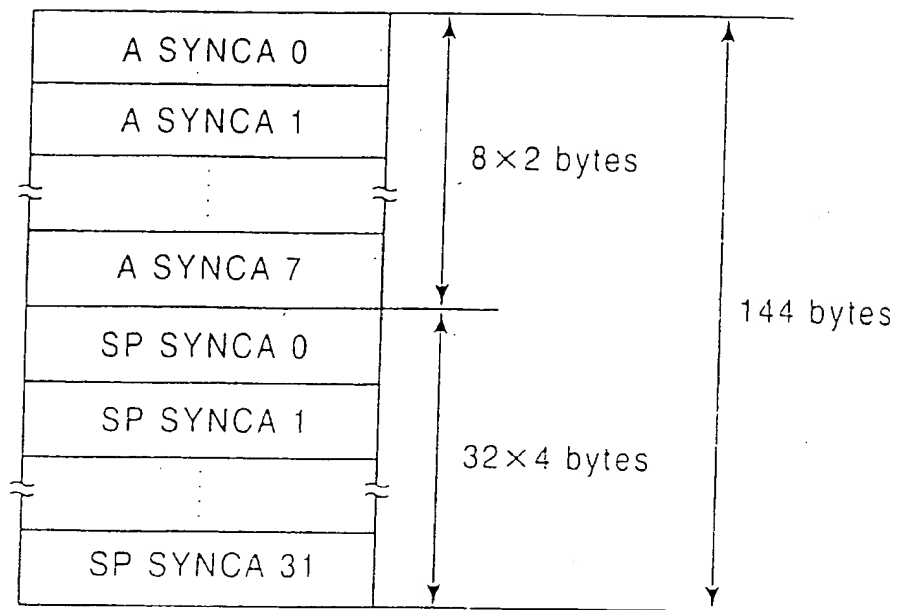 A SYNCA 0
A SYNCA 1
8×2 bytes
A SYNCA 7
144 bytes
SP SYNCA 0
SP SYNCA 1
32×4 bytes
SP SYNCA 31